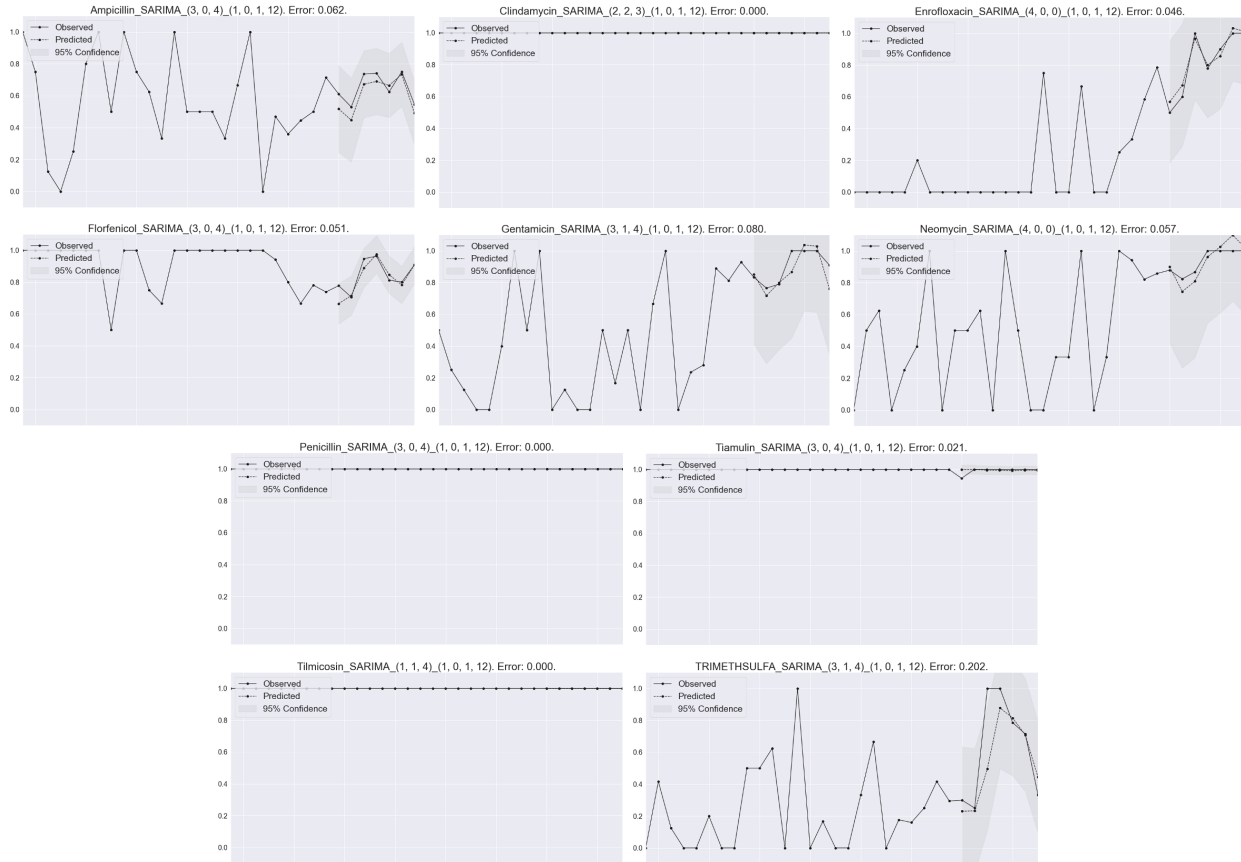 Ampicillin_SARIMA_(3, 0, 4)_(1, 0, 1, 12). Error: 0.062.
1.0
0.8
0.6
0.4
0.2
0.0
Observed
Predicted
95% Confidence
Clindamycin_SARIMA_(2, 2, 3)_(1, 0, 1, 12). Error: 0.000.
1.0
0.8
0.6
0.4
0.2
0.0
Observed
Predicted
95% Confidence
Enrofloxacin_SARIMA_(4, 0, 0)_(1, 0, 1, 12). Error: 0.046.
1.0
0.8
0.6
0.4
0.2
0.0
Observed
Predicted
95% Confidence
Florfenicol_SARIMA_(3, 0, 4)_(1, 0, 1, 12). Error: 0.051.
1.0
0.8
0.6
0.4
0.2
0.0
Observed
Predicted
95% Confidence
Gentamicin_SARIMA_(3, 1, 4)_(1, 0, 1, 12). Error: 0.080.
1.0
0.8
0.6
0.4
0.2
0.0
Observed
Predicted
95% Confidence
Neomycin_SARIMA_(4, 0, 0)_(1, 0, 1, 12). Error: 0.057.
1.0
0.8
0.6
0.4
0.2
0.0
Observed
Predicted
95% Confidence
Penicillin_SARIMA_(3, 0, 4)_(1, 0, 1, 12). Error: 0.000.
1.0
0.8
0.6
0.4
0.2
0.0
Observed
Predicted
95% Confidence
Tiamulin_SARIMA_(3, 0, 4)_(1, 0, 1, 12). Error: 0.021.
1.0
0.8
0.6
0.4
0.2
0.0
Observed
Predicted
95% Confidence
Tilmicosin_SARIMA_(1, 1, 4)_(1, 0, 1, 12). Error: 0.000.
1.0
0.8
0.6
0.4
0.2
0.0
Observed
Predicted
95% Confidence
TRIMETHSULFA_SARIMA_(3, 1, 4)_(1, 0, 1, 12). Error: 0.202.
1.0
0.8
0.6
0.4
0.2
0.0
Observed
Predicted
95% Confidence